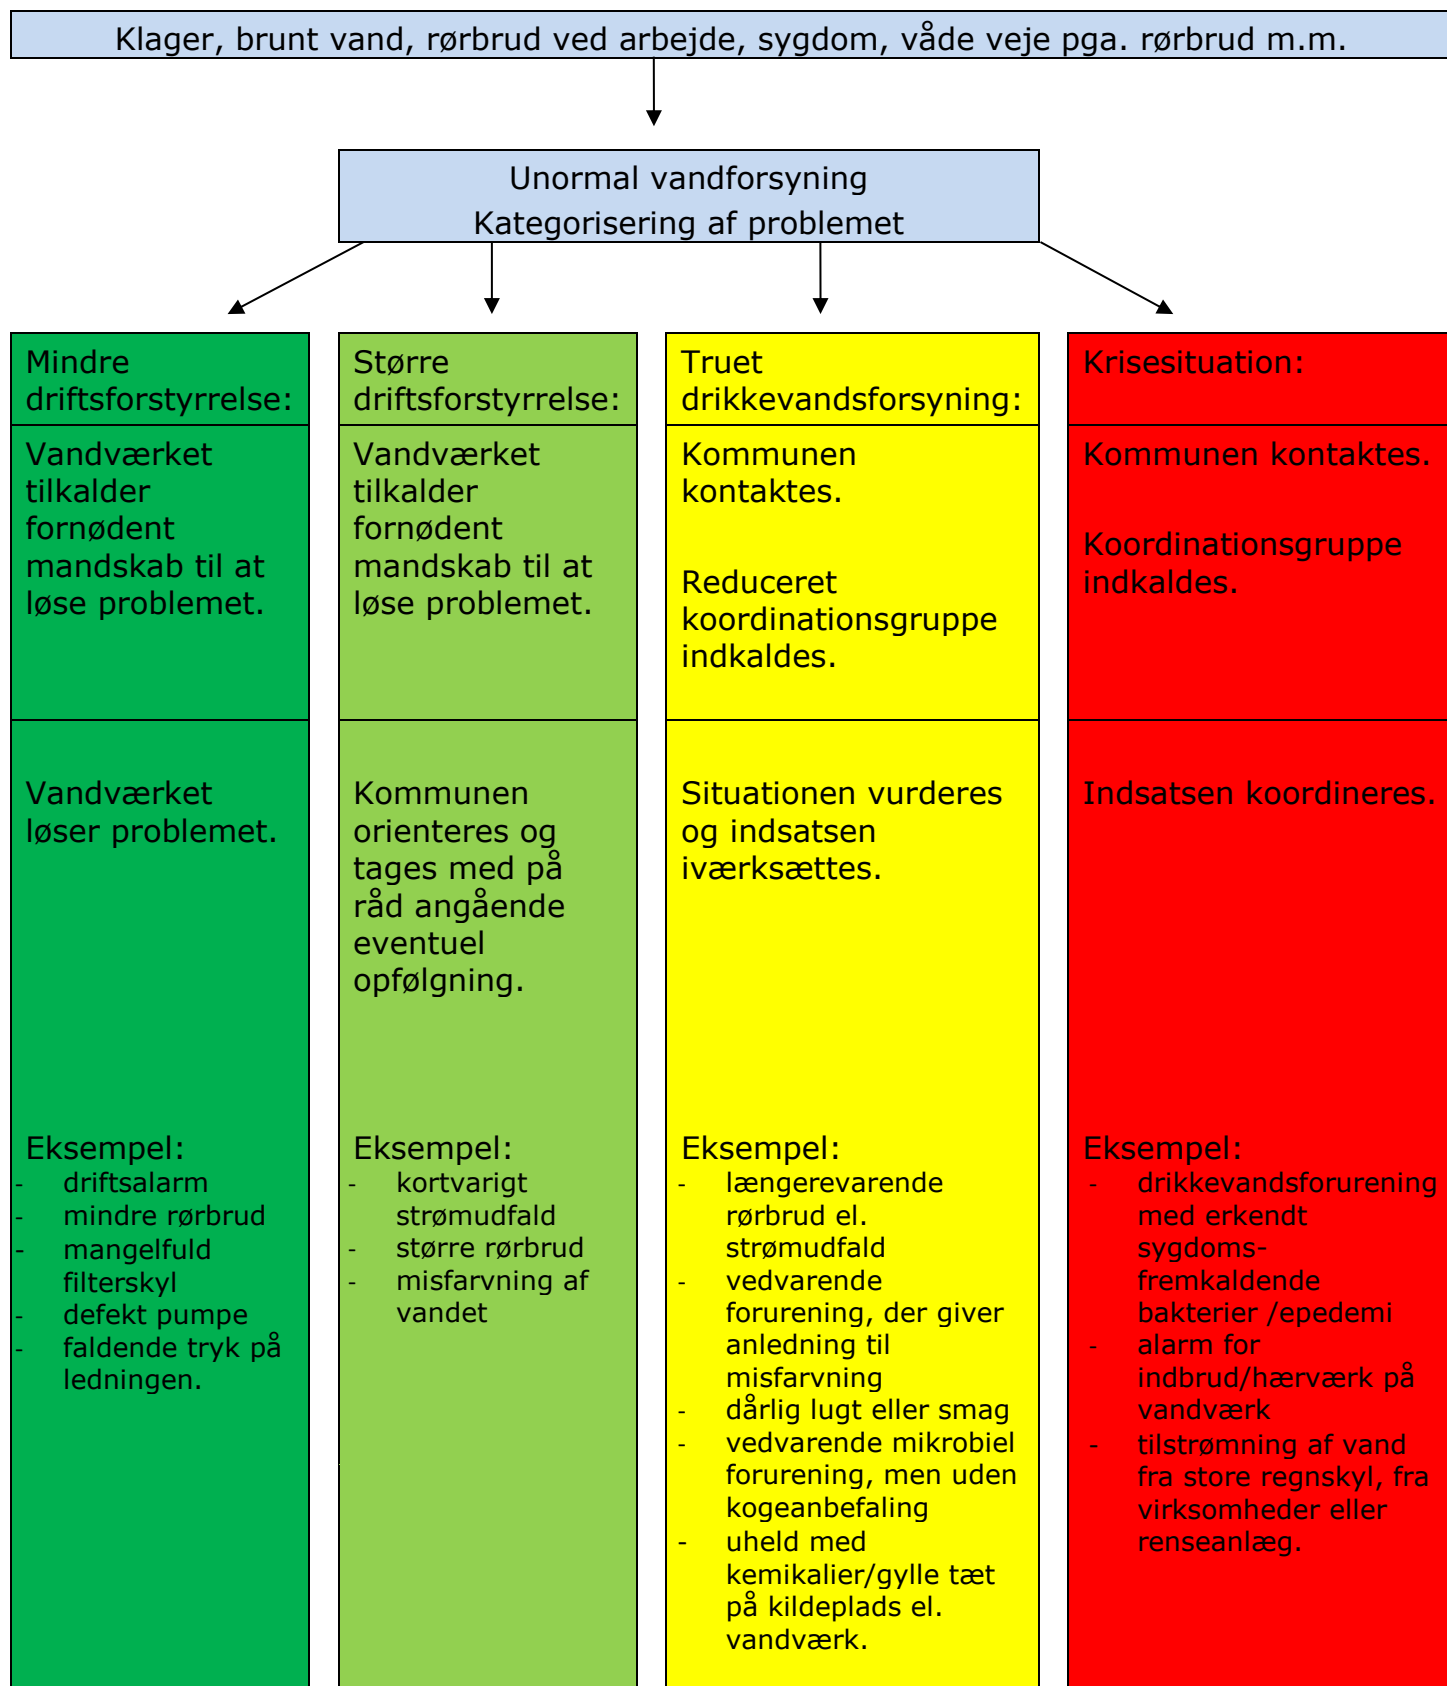 Klager, brunt vand, rørbrud ved arbejde, sygdom, våde veje pga. rørbrud m.m.
Unormal vandforsyning
Kategorisering af problemet
Mindre
driftsforstyrrelse:
Vandværket
tilkalder
fornødent
mandskab til at
løse problemet.
Vandværket
løser problemet.
Eksempel:
- driftsalarm
- mindre rørbrud
- mangelfuld
filterskyl
- defekt pumpe
- faldende tryk på
ledningen.
Større
driftsforstyrrelse:
Vandværket
tilkalder
fornødent
mandskab til at
løse problemet.
Kommunen
orienteres og
tages med på
råd angående
eventuel
opfølgning.
Eksempel:
- kortvarigt
strømudfald
- større rørbrud
- misfarvning af
vandet
Truet
drikkevandsforsyning:
Kommunen
kontaktes.
Reduceret
koordinationsgruppe
indkaldes.
Situationen vurderes
og indsatsen
iværksættes.
Eksempel:
- længerevarende
rørbrud el.
strømudfald
- vedvarende
forurening, der giver
anledning til
misfarvning
- dårlig lugt eller smag
- vedvarende mikrobiel
forurening, men uden
kogeanbefaling
- uheld med
kemikalier/gylle tæt
på kildeplads el.
vandværk.
Krisesituation:
Kommunen kontaktes.
Koordinationsgruppe
indkaldes.
Indsatsen koordineres.
Eksempel:
- drikkevandsforurening
med erkendt
sygdoms-
fremkaldende
bakterier /epedemi
- alarm for
indbrud/hærværk på
vandværk
- tilstrømning af vand
fra store regnskyl, fra
virksomheder eller
renseanlæg.